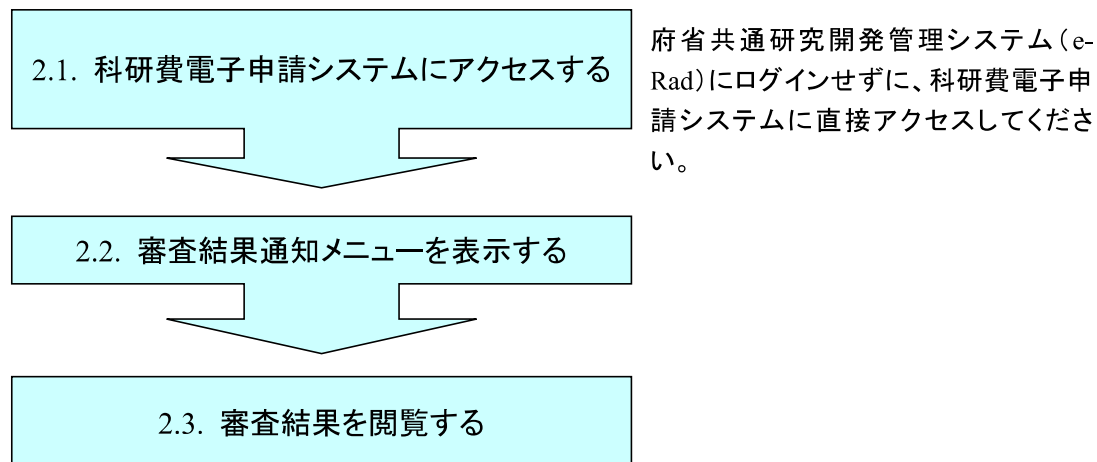 2.1. 科研費電子申請システムにアクセスする
府省共通研究開発管理システム（e-
Rad）にログインせずに、科研費電子申
請システムに直接アクセスしてくださ
い。
2.2. 審査結果通知メニューを表示する
2.3. 審査結果を閲覧する